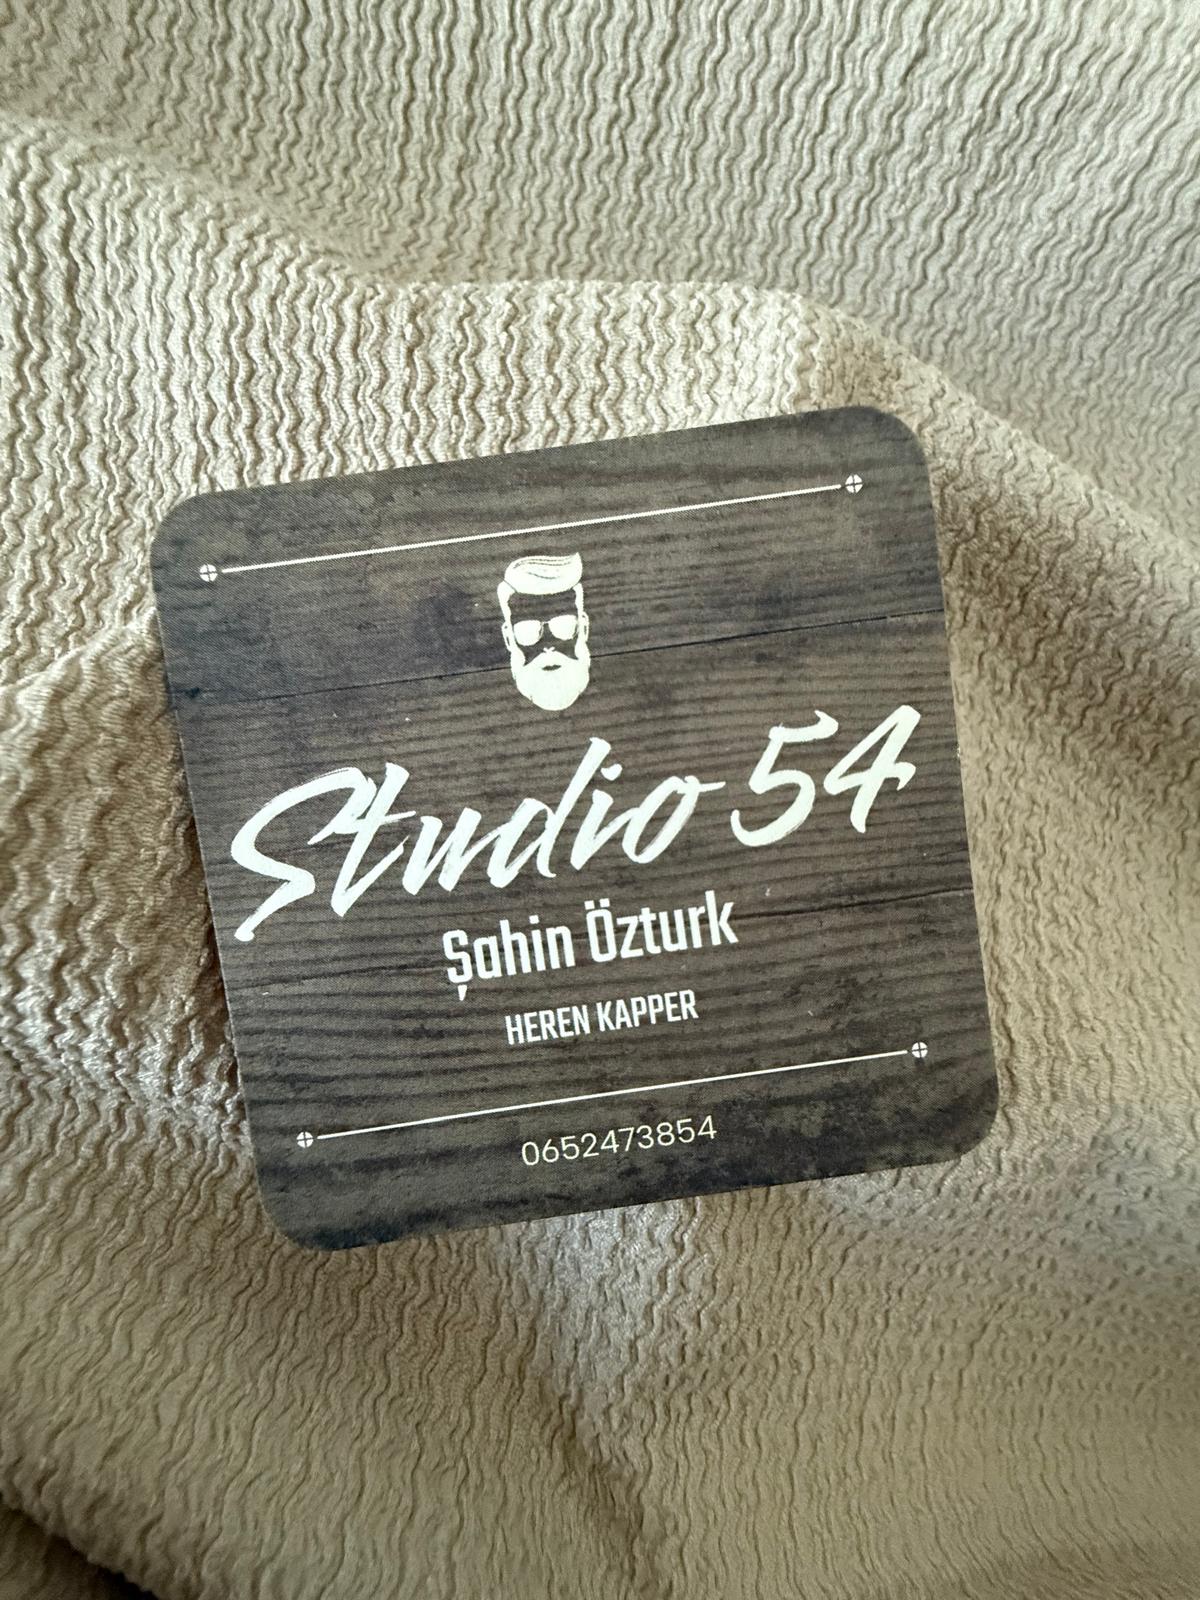 Studio 54
Şahin Özturk
HEREN KAPPER
0652473854